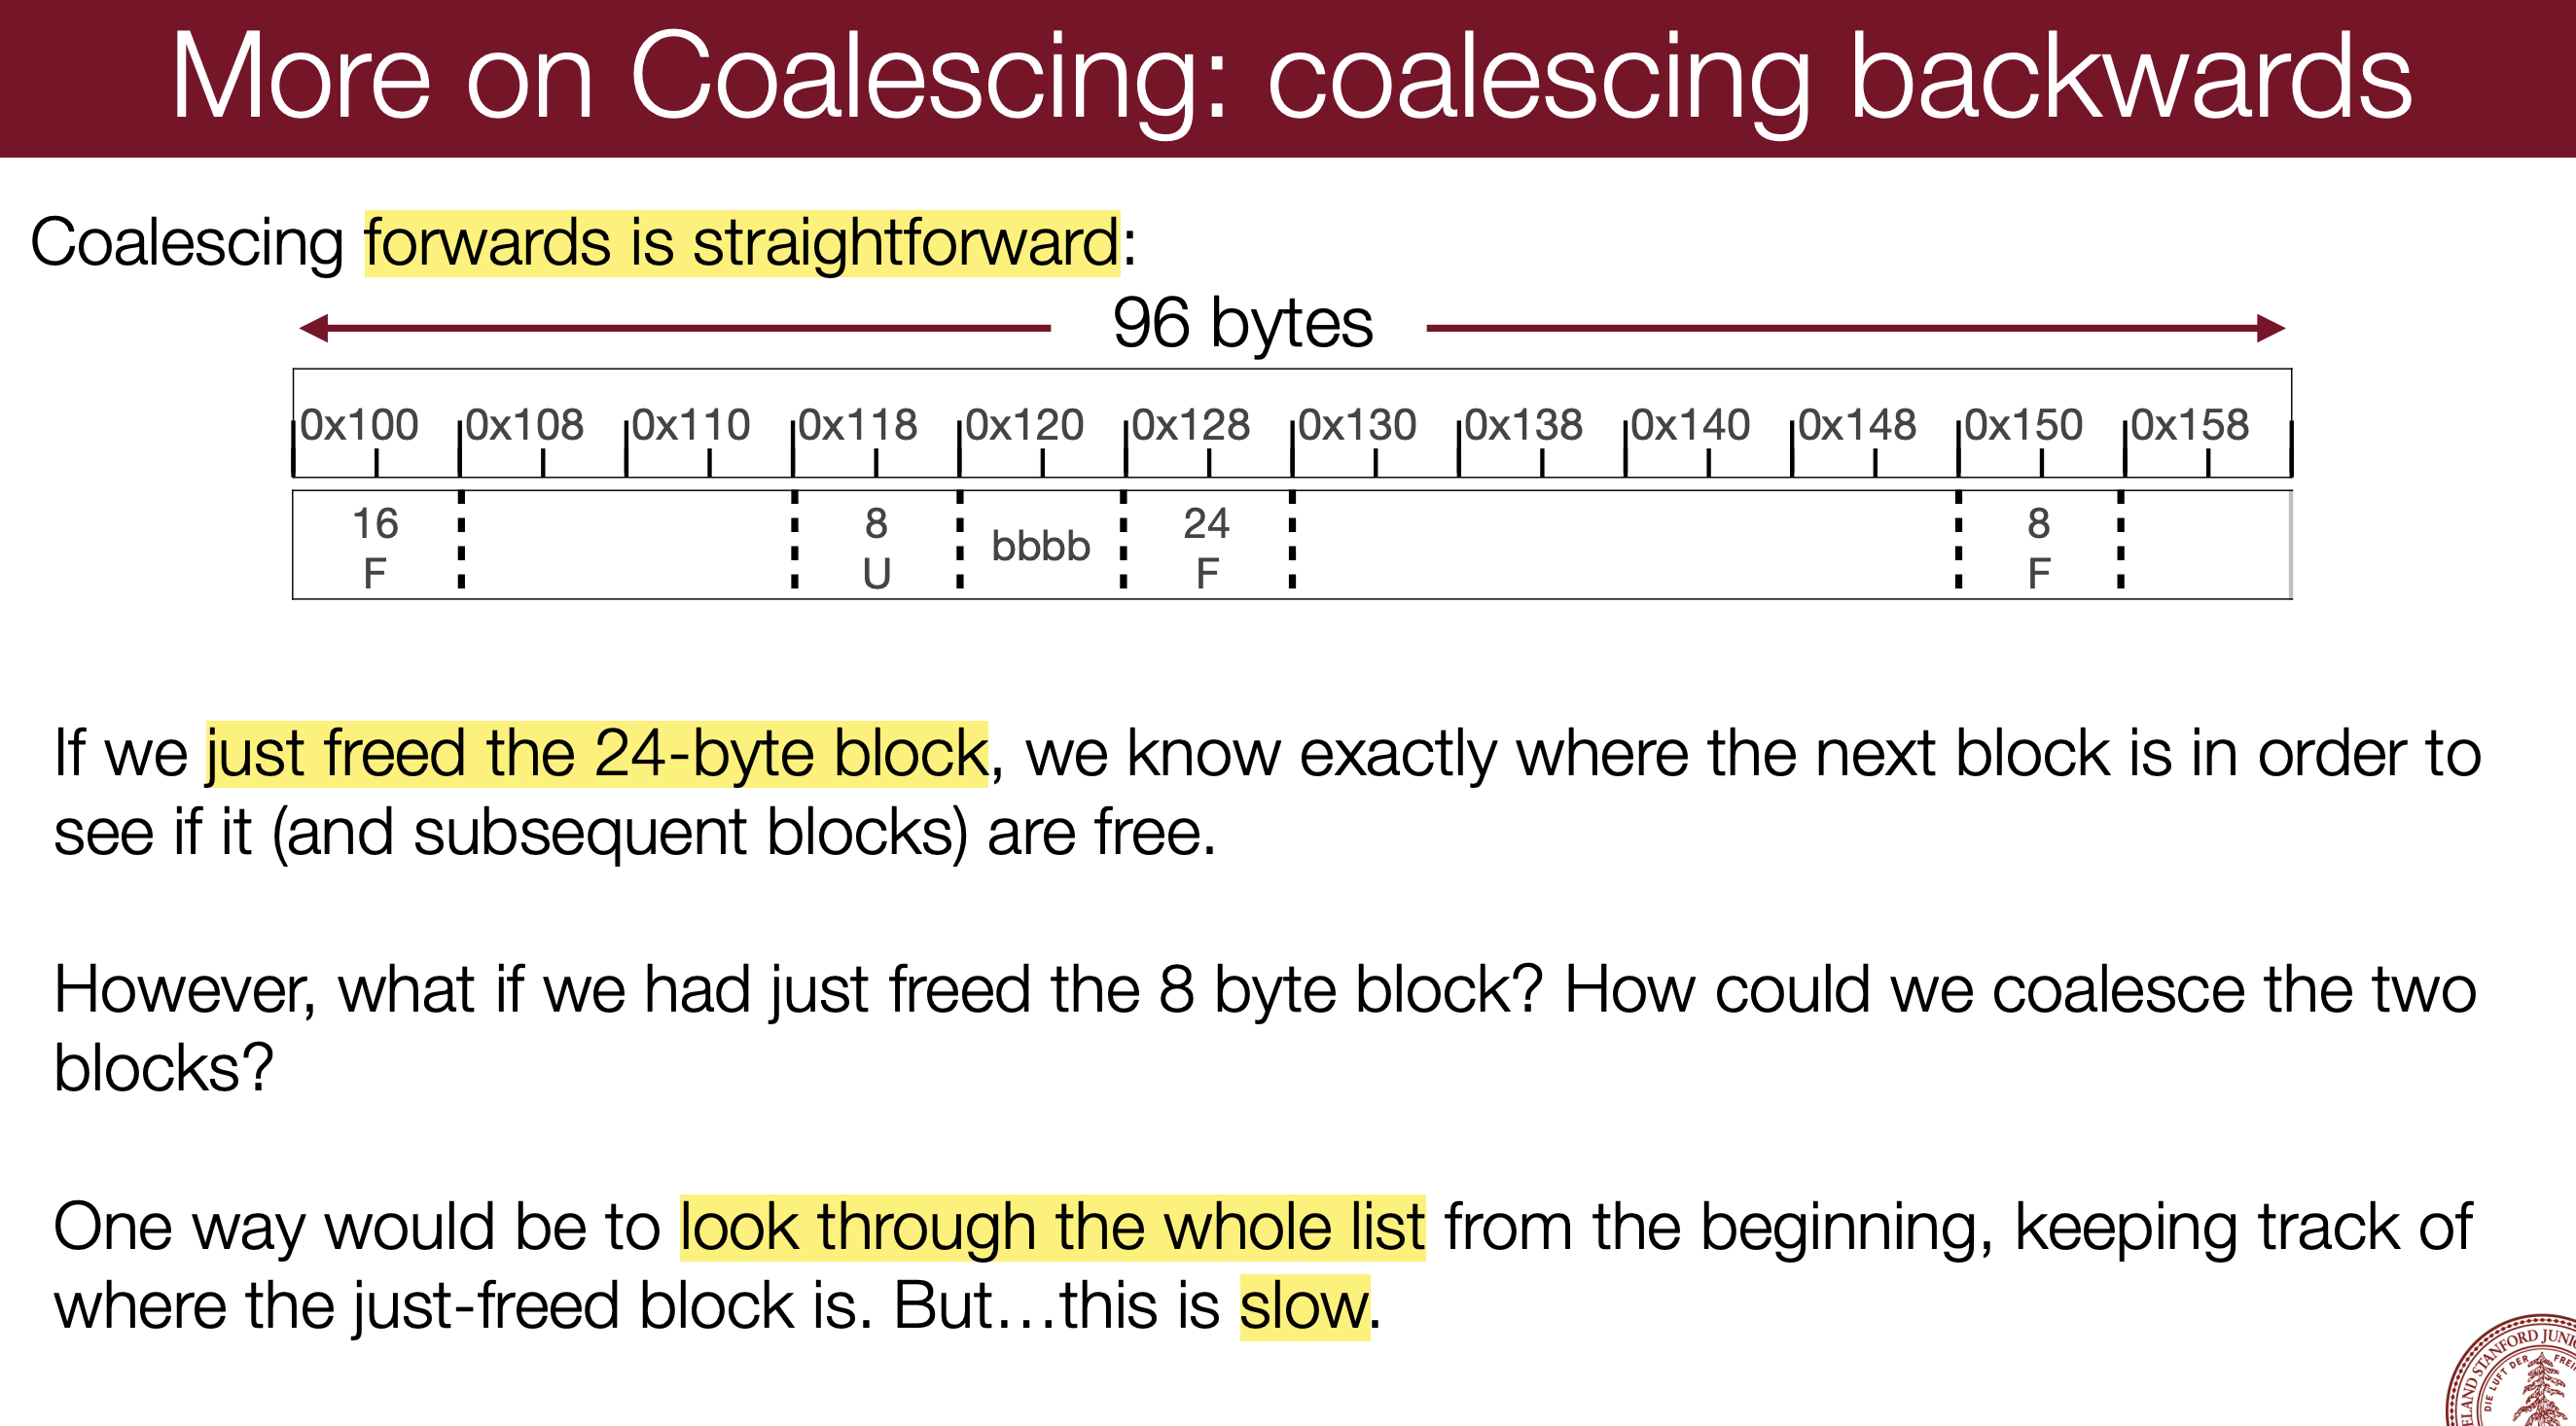 More on Coalescing: coalescing backwards
Coalescing forwards is straightforward:
96 bytes
0x100 0x108 0x110 0x118 0x120 0x128 0x130 0x138 0x140 0x148 0x150 0x158
16 8 24 8
bbbb
F U F F
If we just freed the 24-byte block, we know exactly where the next block is in order to
see if it (and subsequent blocks) are free.
However, what if we had just freed the 8 byte block? How could we coalesce the two
blocks?
One way would be to look through the whole list from the beginning, keeping track of
where the just-freed block is. But…this is slow.
STANFORD
DIE LUFT DER